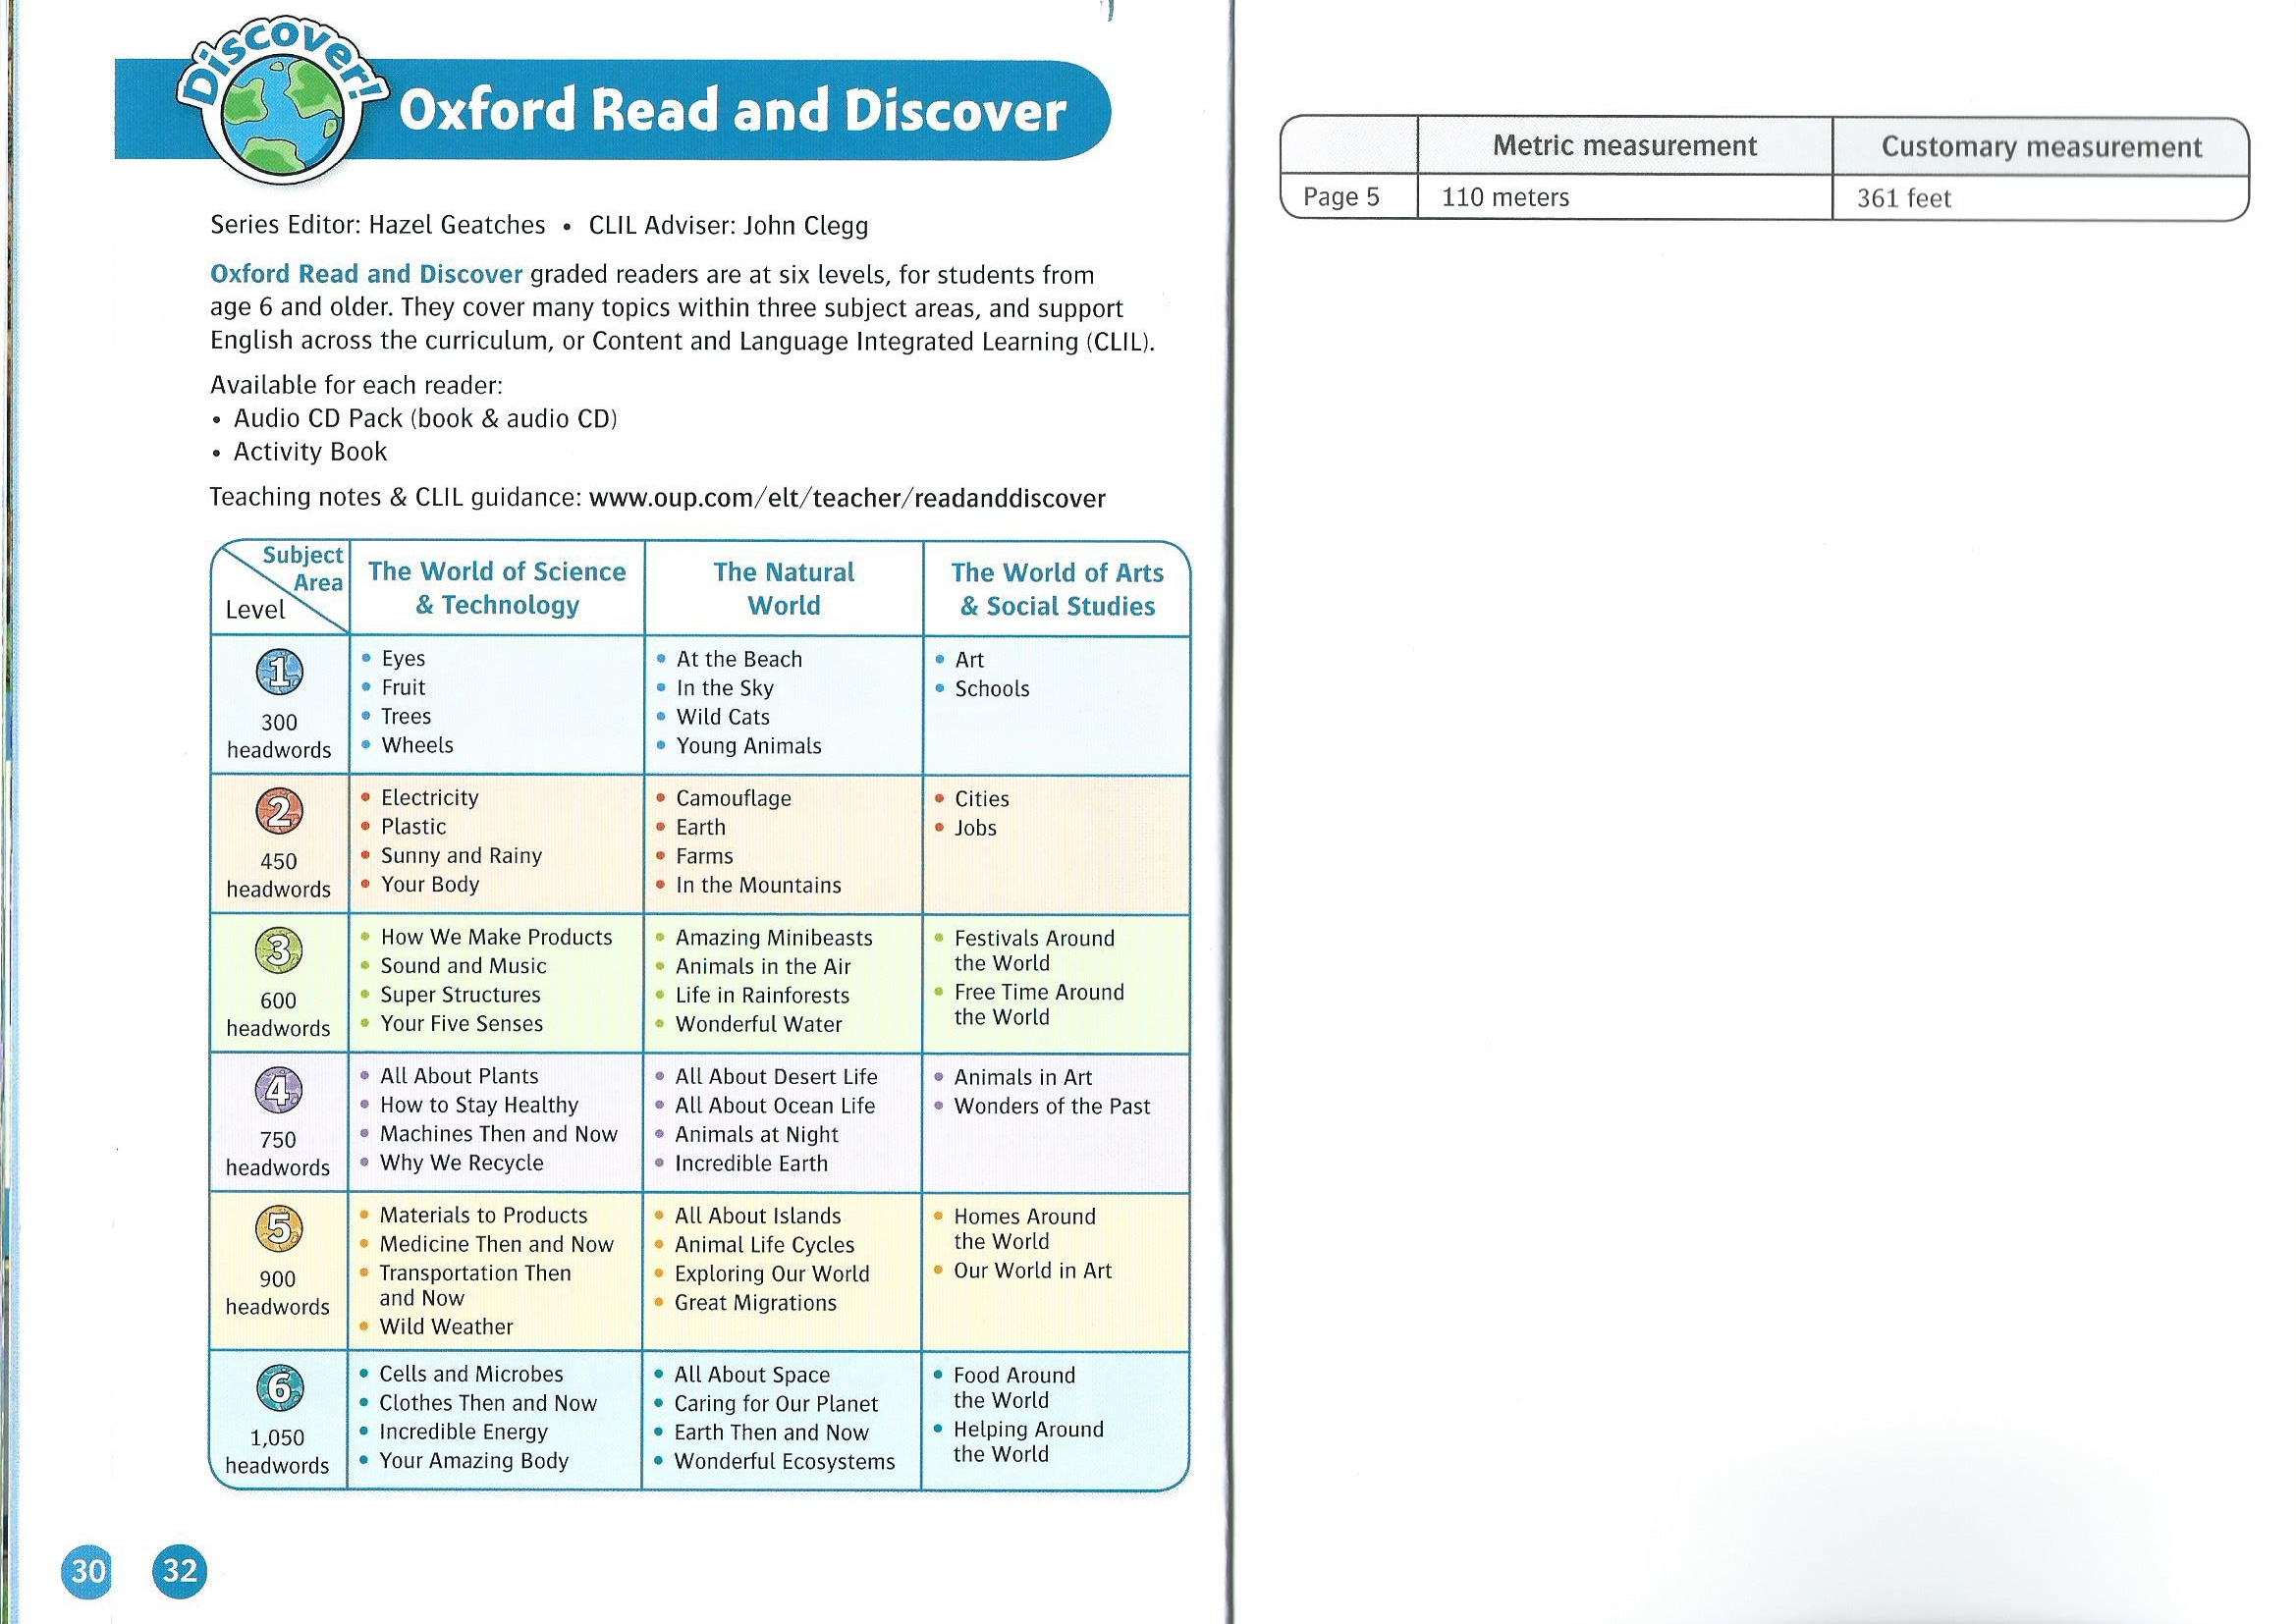 Discover!
Oxford Read and Discover
Series Editor: Hazel Geatches • CLIL Adviser: John Clegg
Oxford Read and Discover graded readers are at six levels, for students from
age 6 and older. They cover many topics within three subject areas, and support
English across the curriculum, or Content and Language Integrated Learning (CLIL).
Available for each reader:
• Audio CD Pack (book & audio CD)
• Activity Book
Teaching notes & CLIL guidance: www.oup.com/elt/teacher/readanddiscover
Subject
Area
Level
The World of Science
& Technology
The Natural
World
The World of Arts
& Social Studies
1
300
headwords
• Eyes
• Fruit
• Trees
• Wheels
• At the Beach
• In the Sky
• Wild Cats
• Young Animals
• Art
• Schools
2
450
headwords
• Electricity
• Plastic
• Sunny and Rainy
• Your Body
• Camouflage
• Earth
• Farms
• In the Mountains
• Cities
• Jobs
3
600
headwords
• How We Make Products
• Sound and Music
• Super Structures
• Your Five Senses
• Amazing Minibeasts
• Animals in the Air
• Life in Rainforests
• Wonderful Water
• Festivals Around
the World
• Free Time Around
the World
4
750
headwords
• All About Plants
• How to Stay Healthy
• Machines Then and Now
• Why We Recycle
• All About Desert Life
• All About Ocean Life
• Animals at Night
• Incredible Earth
• Animals in Art
• Wonders of the Past
5
900
headwords
• Materials to Products
• Medicine Then and Now
• Transportation Then
and Now
• Wild Weather
• All About Islands
• Animal Life Cycles
• Exploring Our World
• Great Migrations
• Homes Around
the World
• Our World in Art
6
1,050
headwords
• Cells and Microbes
• Clothes Then and Now
• Incredible Energy
• Your Amazing Body
• All About Space
• Caring for Our Planet
• Earth Then and Now
• Wonderful Ecosystems
• Food Around
the World
• Helping Around
the World
30
32
Metric measurement
Customary measurement
Page 5
110 meters
361 feet